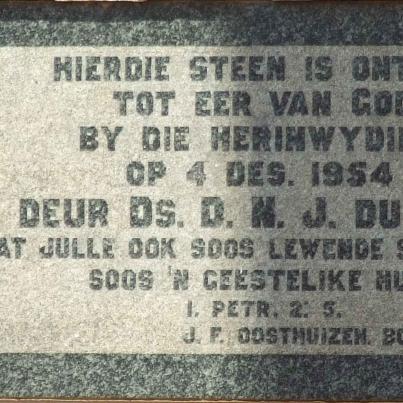 HIERDIE STEEN IS ONT
TOT EER VAN GOD
BY DIE HERINWYDI
OP 4 DES. 1954
DEUR DS. D. N. J. DU
AT JULLE OOK SOOS LEWENDE S
SOOS 'N GEESTELIKE HU
I. PETR. 2: 5.
J. F. OOSTHUIZEN. BO